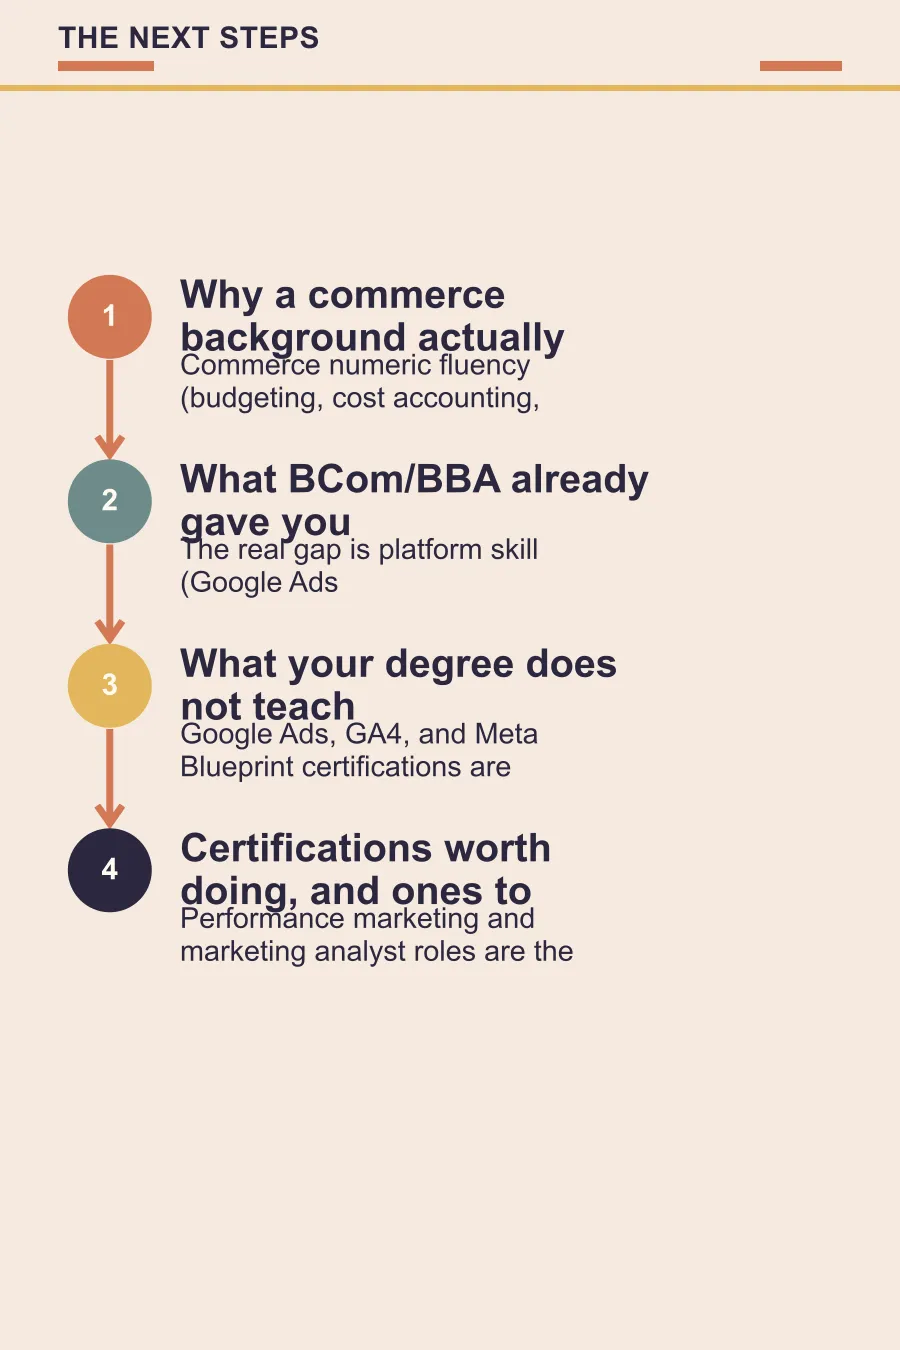 THE NEXT STEPS
1
Why a commerce
background actually
Commerce numeric fluency
(budgeting, cost accounting,
2
What BCom/BBA already
gave you
The real gap is platform skill
(Google Ads
3
What your degree does
not teach
Google Ads, GA4, and Meta
Blueprint certifications are
4
Certifications worth
doing, and ones to
Performance marketing and
marketing analyst roles are the